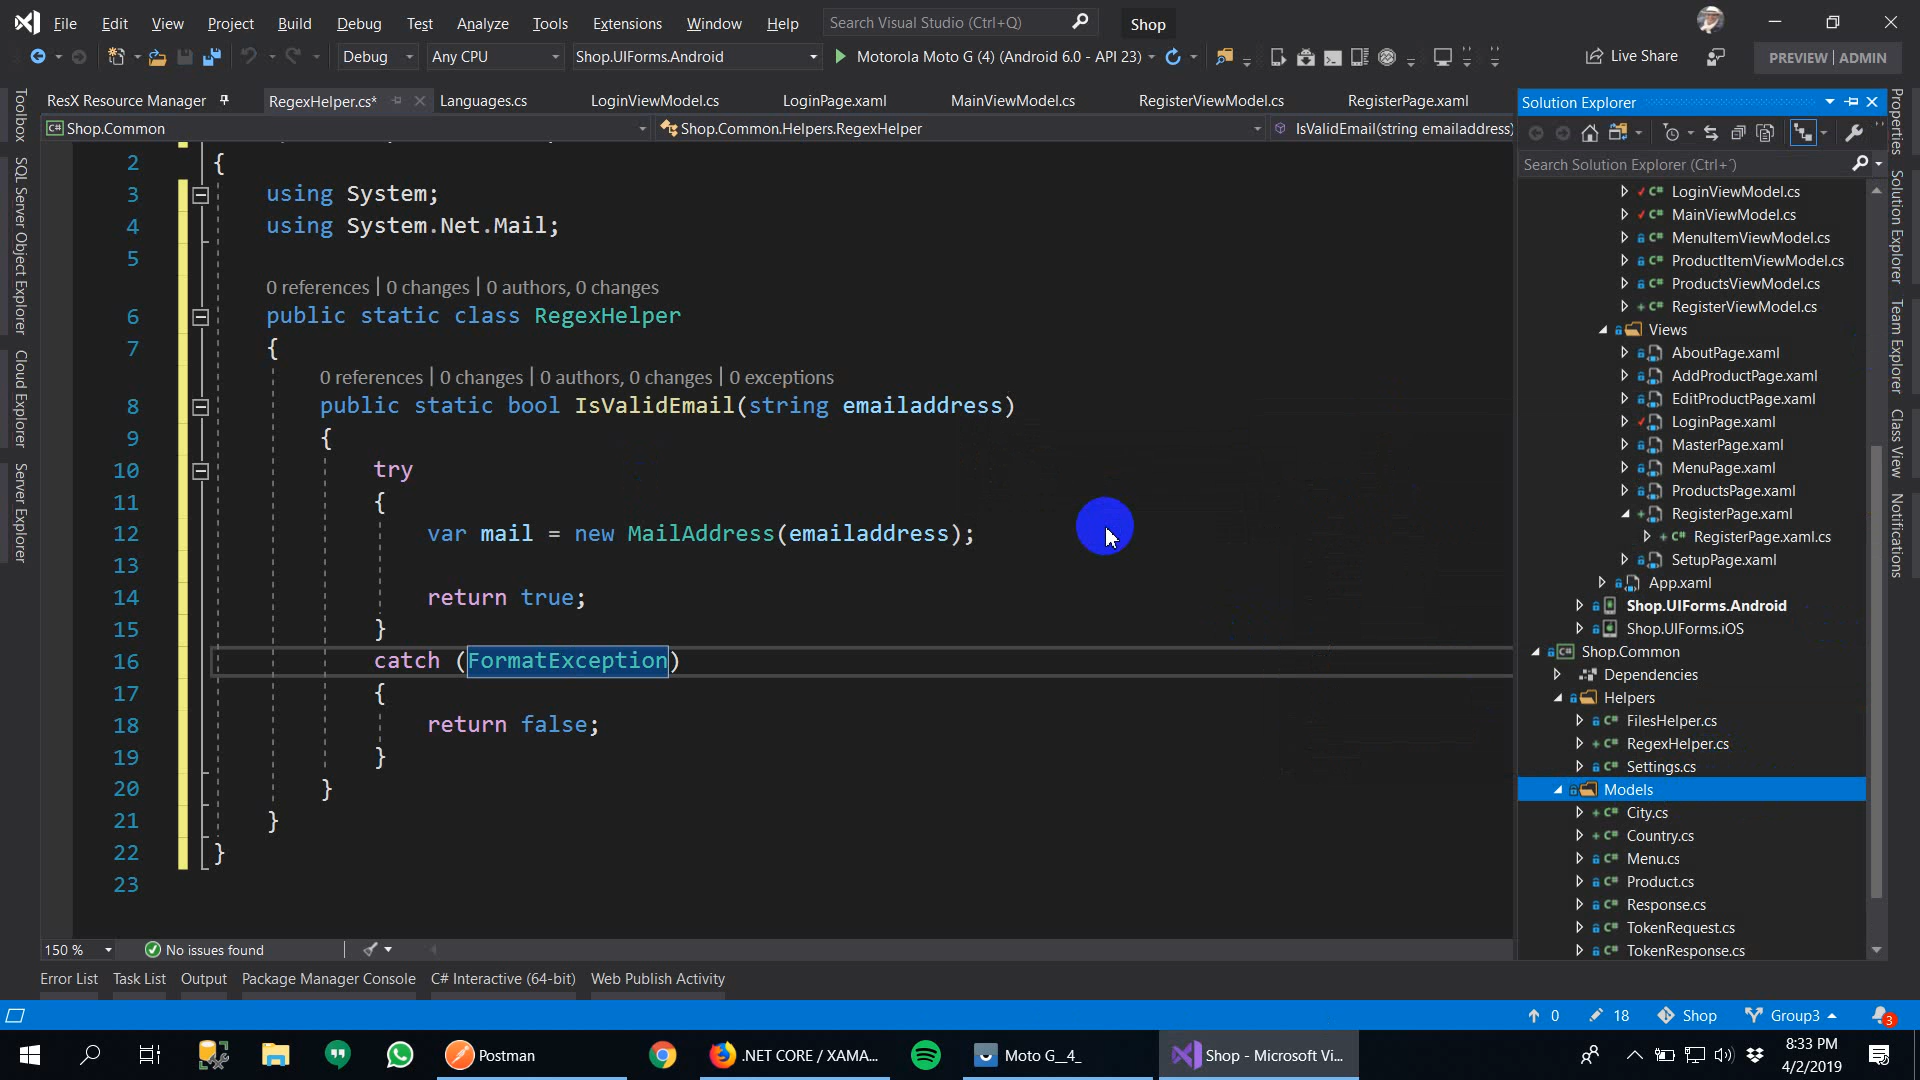 File Edit View Project Build Debug Test Analyze Tools Extensions Window Help Search Visual Studio (Ctrl+Q) Shop
Debug Any CPU Shop.UIForms.Android Motorola Moto G (4) (Android 6.0 - API 23) Live Share PREVIEW | ADMIN
ResX Resource Manager RegexHelper.cs* Languages.cs LoginViewModel.cs LoginPage.xaml MainViewModel.cs RegisterViewModel.cs RegisterPage.xaml
Shop.Common Shop.Common.Helpers.RegexHelper IsValidEmail(string emailaddress)
Toolbox
SQL Server Object Explorer
Cloud Explorer
Server Explorer
2 {
3 using System;
4 using System.Net.Mail;
5
0 references | 0 changes | 0 authors, 0 changes
6 public static class RegexHelper
7 {
0 references | 0 changes | 0 authors, 0 changes | 0 exceptions
8 public static bool IsValidEmail(string emailaddress)
9 {
10 try
11 {
12 var mail = new MailAddress(emailaddress);
13
14 return true;
15 }
16 catch (FormatException)
17 {
18 return false;
19 }
20 }
21 }
22 }
23
150 % No issues found
Solution Explorer
Search Solution Explorer (Ctrl+´)
LoginViewModel.cs
MainViewModel.cs
MenuItemViewModel.cs
ProductItemViewModel.cs
ProductsViewModel.cs
RegisterViewModel.cs
Views
AboutPage.xaml
AddProductPage.xaml
EditProductPage.xaml
LoginPage.xaml
MasterPage.xaml
MenuPage.xaml
ProductsPage.xaml
RegisterPage.xaml
RegisterPage.xaml.cs
SetupPage.xaml
App.xaml
Shop.UIForms.Android
Shop.UIForms.iOS
Shop.Common
Dependencies
Helpers
FilesHelper.cs
RegexHelper.cs
Settings.cs
Models
City.cs
Country.cs
Menu.cs
Product.cs
Response.cs
TokenRequest.cs
TokenResponse.cs
Properties
Solution Explorer
Team Explorer
Class View
Notifications
Error List Task List Output Package Manager Console C# Interactive (64-bit) Web Publish Activity
0 18 Shop Group3 3
Postman .NET CORE / XAMA... Moto G__4_ Shop - Microsoft Vi... 8:33 PM
4/2/2019